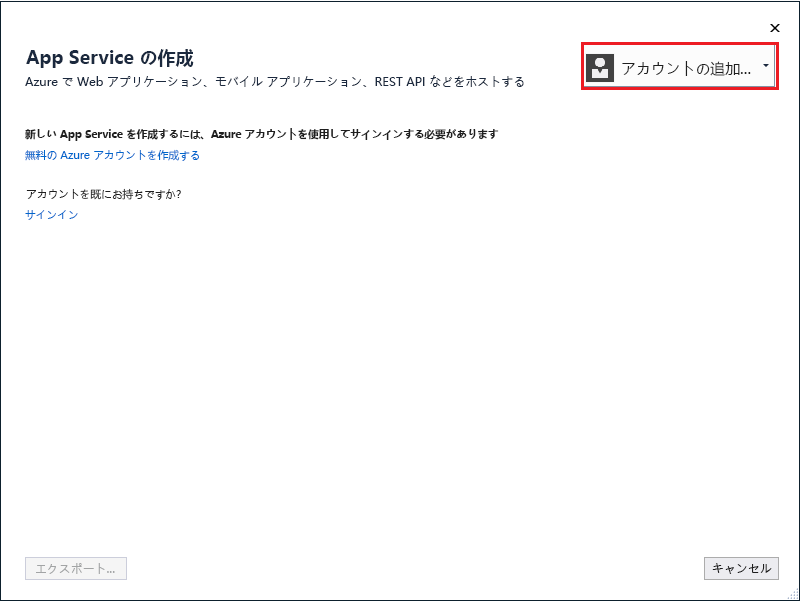 App Service の作成
Azure で Web アプリケーション、モバイル アプリケーション、REST API などをホストする
アカウントの追加...
新しい App Service を作成するには、Azure アカウントを使用してサインインする必要があります
無料の Azure アカウントを作成する
アカウントを既にお持ちですか?
サインイン
エクスポート...
キャンセル